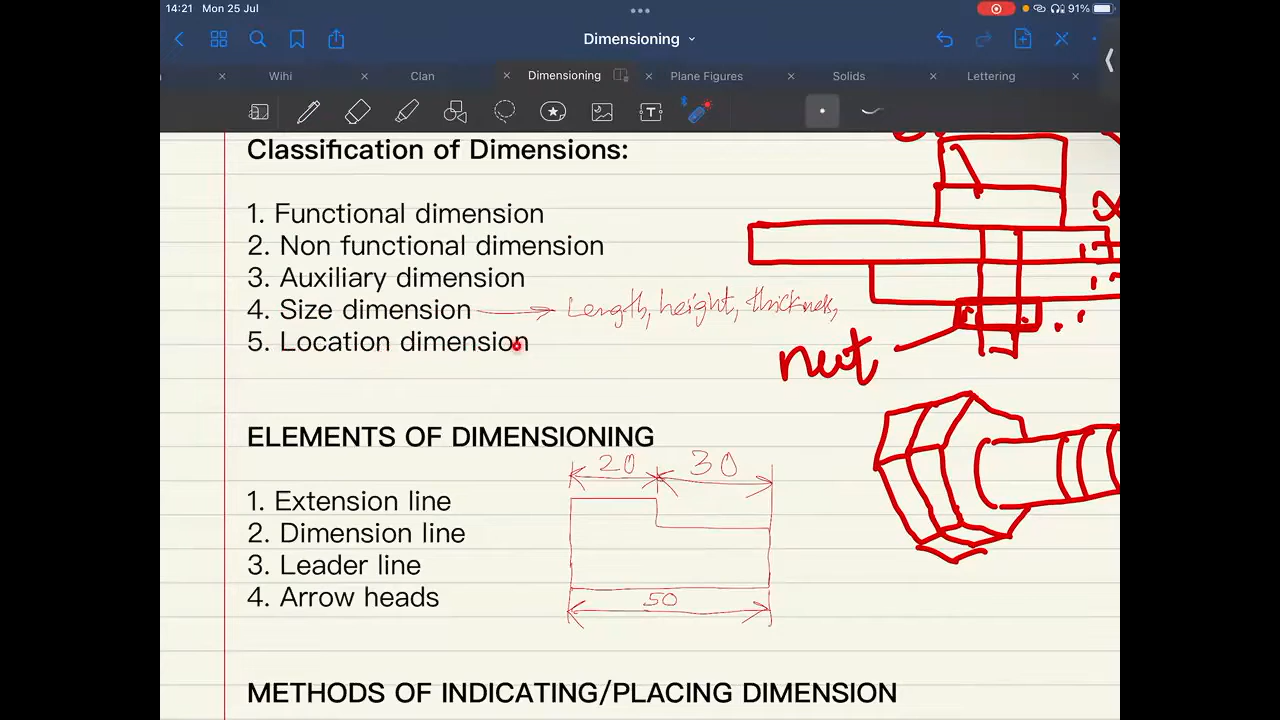 14:21 Mon 25 Jul 91%
Dimensioning
Wihi Clan Dimensioning Plane Figures Solids Lettering
Classification of Dimensions:
1. Functional dimension
2. Non functional dimension
3. Auxiliary dimension
4. Size dimension Length, height, thickness,
5. Location dimension
nut
ELEMENTS OF DIMENSIONING
20 30
1. Extension line
2. Dimension line
3. Leader line
4. Arrow heads
50
METHODS OF INDICATING/PLACING DIMENSION